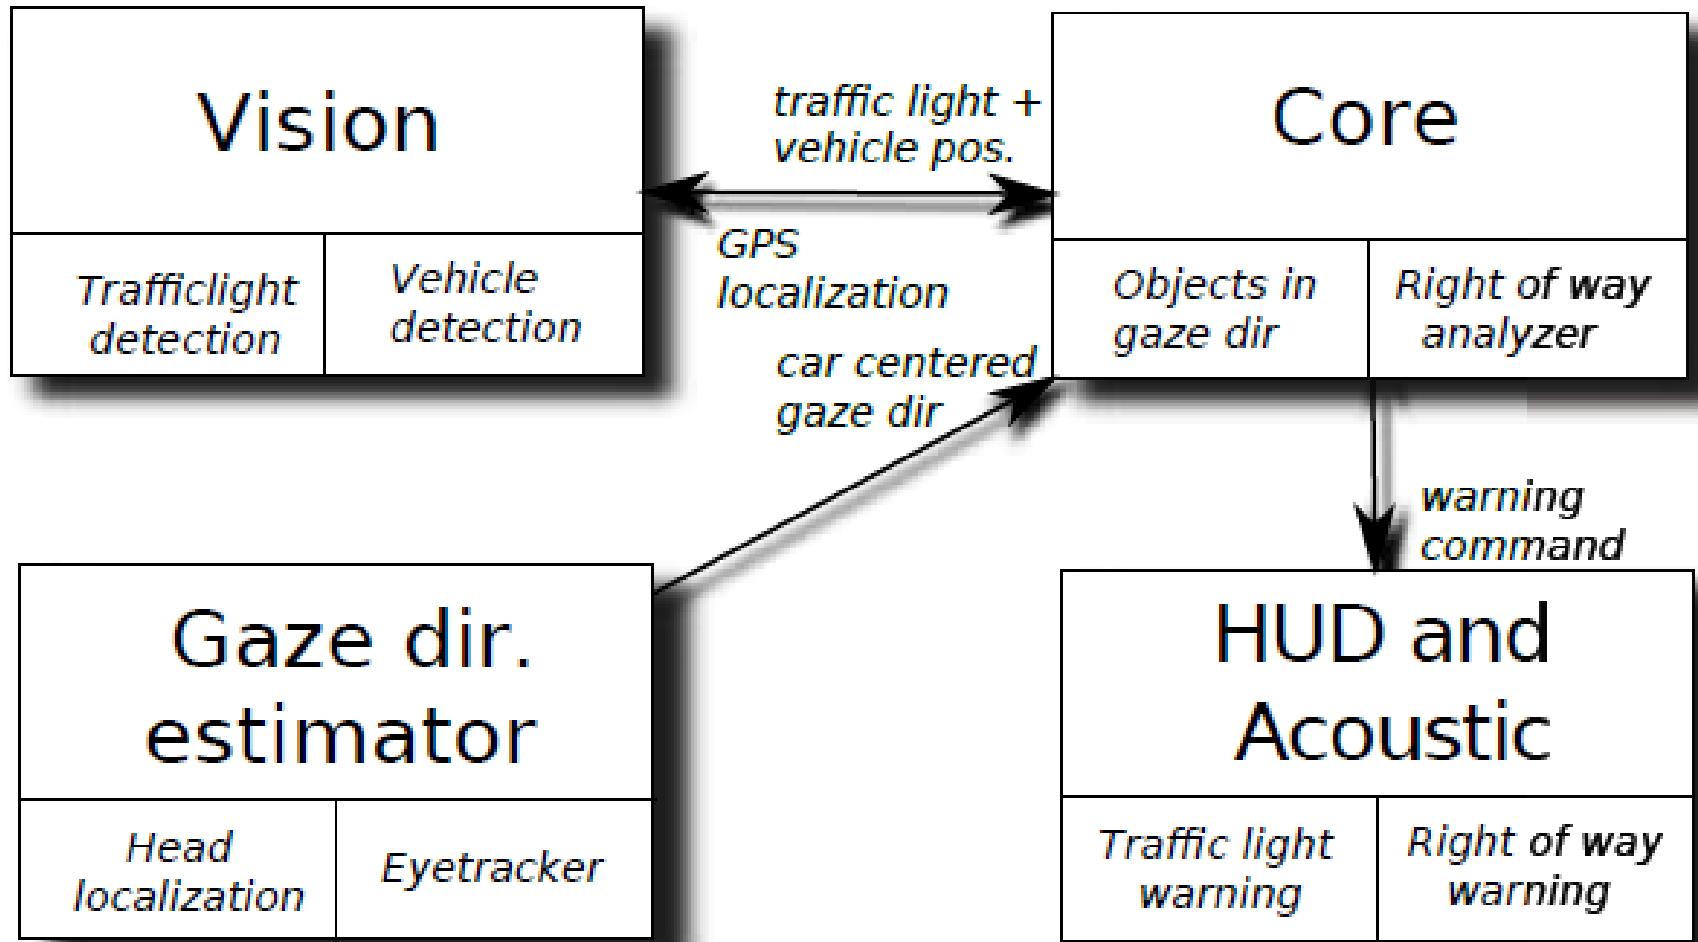 Vision
Trafficlight
detection
Vehicle
detection
traffic light +
vehicle pos.
GPS
localization
Core
Objects in
gaze dir
Right of way
analyzer
car centered
gaze dir
warning
command
Gaze dir.
estimator
Head
localization
Eyetracker
HUD and
Acoustic
Traffic light
warning
Right of way
warning